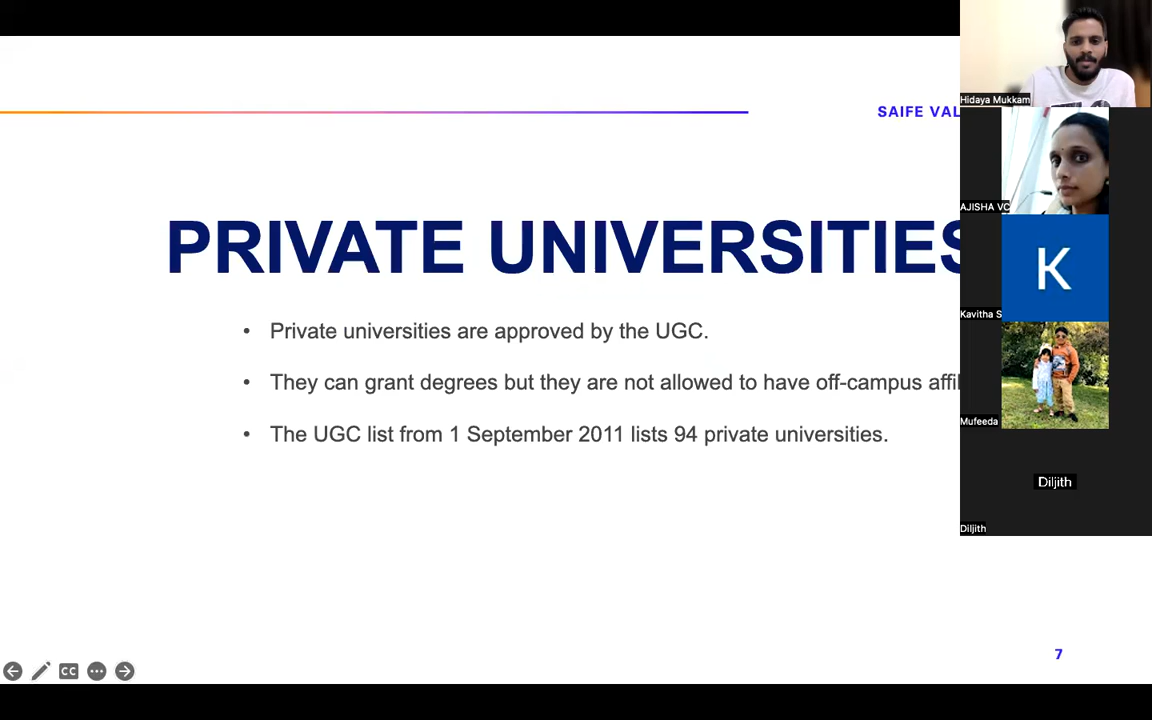 SAIFE VAL
PRIVATE UNIVERSITIES
• Private universities are approved by the UGC.
• They can grant degrees but they are not allowed to have off-campus affil
• The UGC list from 1 September 2011 lists 94 private universities.
7
CC
Hidaya Mukkam
AJISHA VC
K
Kavitha S
Mufeeda
Diljith
Diljith